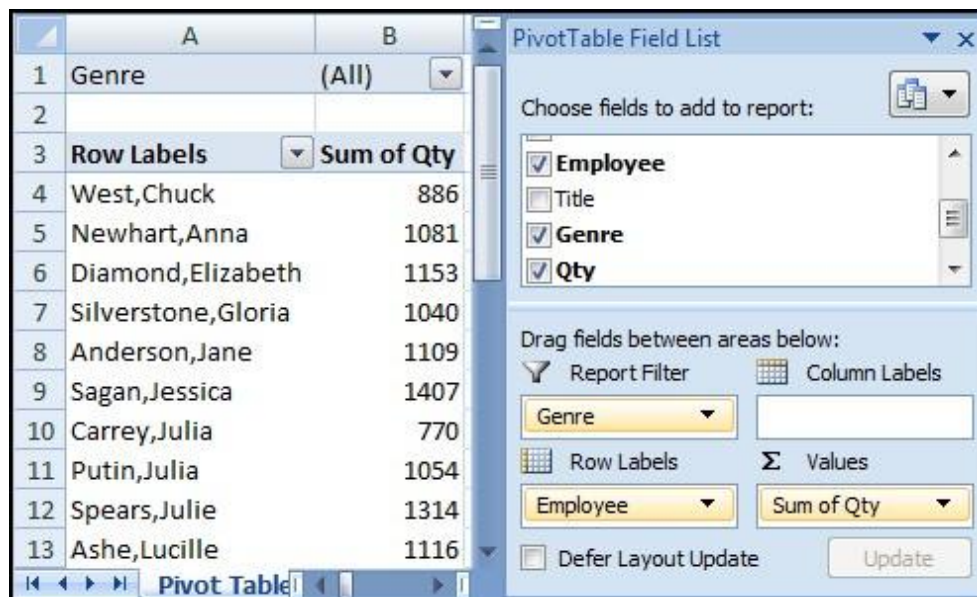 A B
1 Genre (All)
2
3 Row Labels Sum of Qty
4 West,Chuck 886
5 Newhart,Anna 1081
6 Diamond,Elizabeth 1153
7 Silverstone,Gloria 1040
8 Anderson,Jane 1109
9 Sagan,Jessica 1407
10 Carrey,Julia 770
11 Putin,Julia 1054
12 Spears,Julie 1314
13 Ashe,Lucille 1116
Pivot Table
PivotTable Field List
Choose fields to add to report:
Employee
Title
Genre
Qty
Drag fields between areas below:
Report Filter Column Labels
Genre
Row Labels Σ Values
Employee Sum of Qty
Defer Layout Update Update